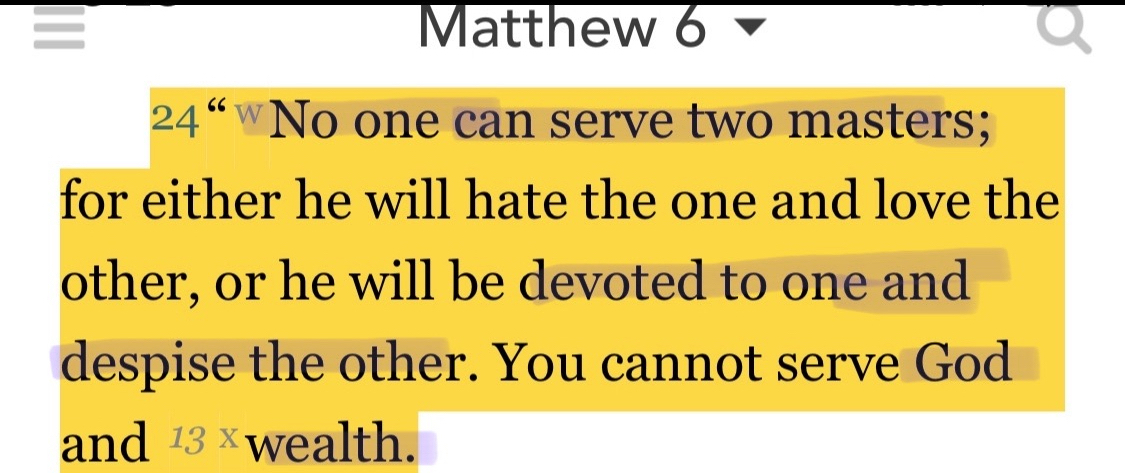 Matthew 6
24 “ w No one can serve two masters;
for either he will hate the one and love the
other, or he will be devoted to one and
despise the other. You cannot serve God
and 13 x wealth.